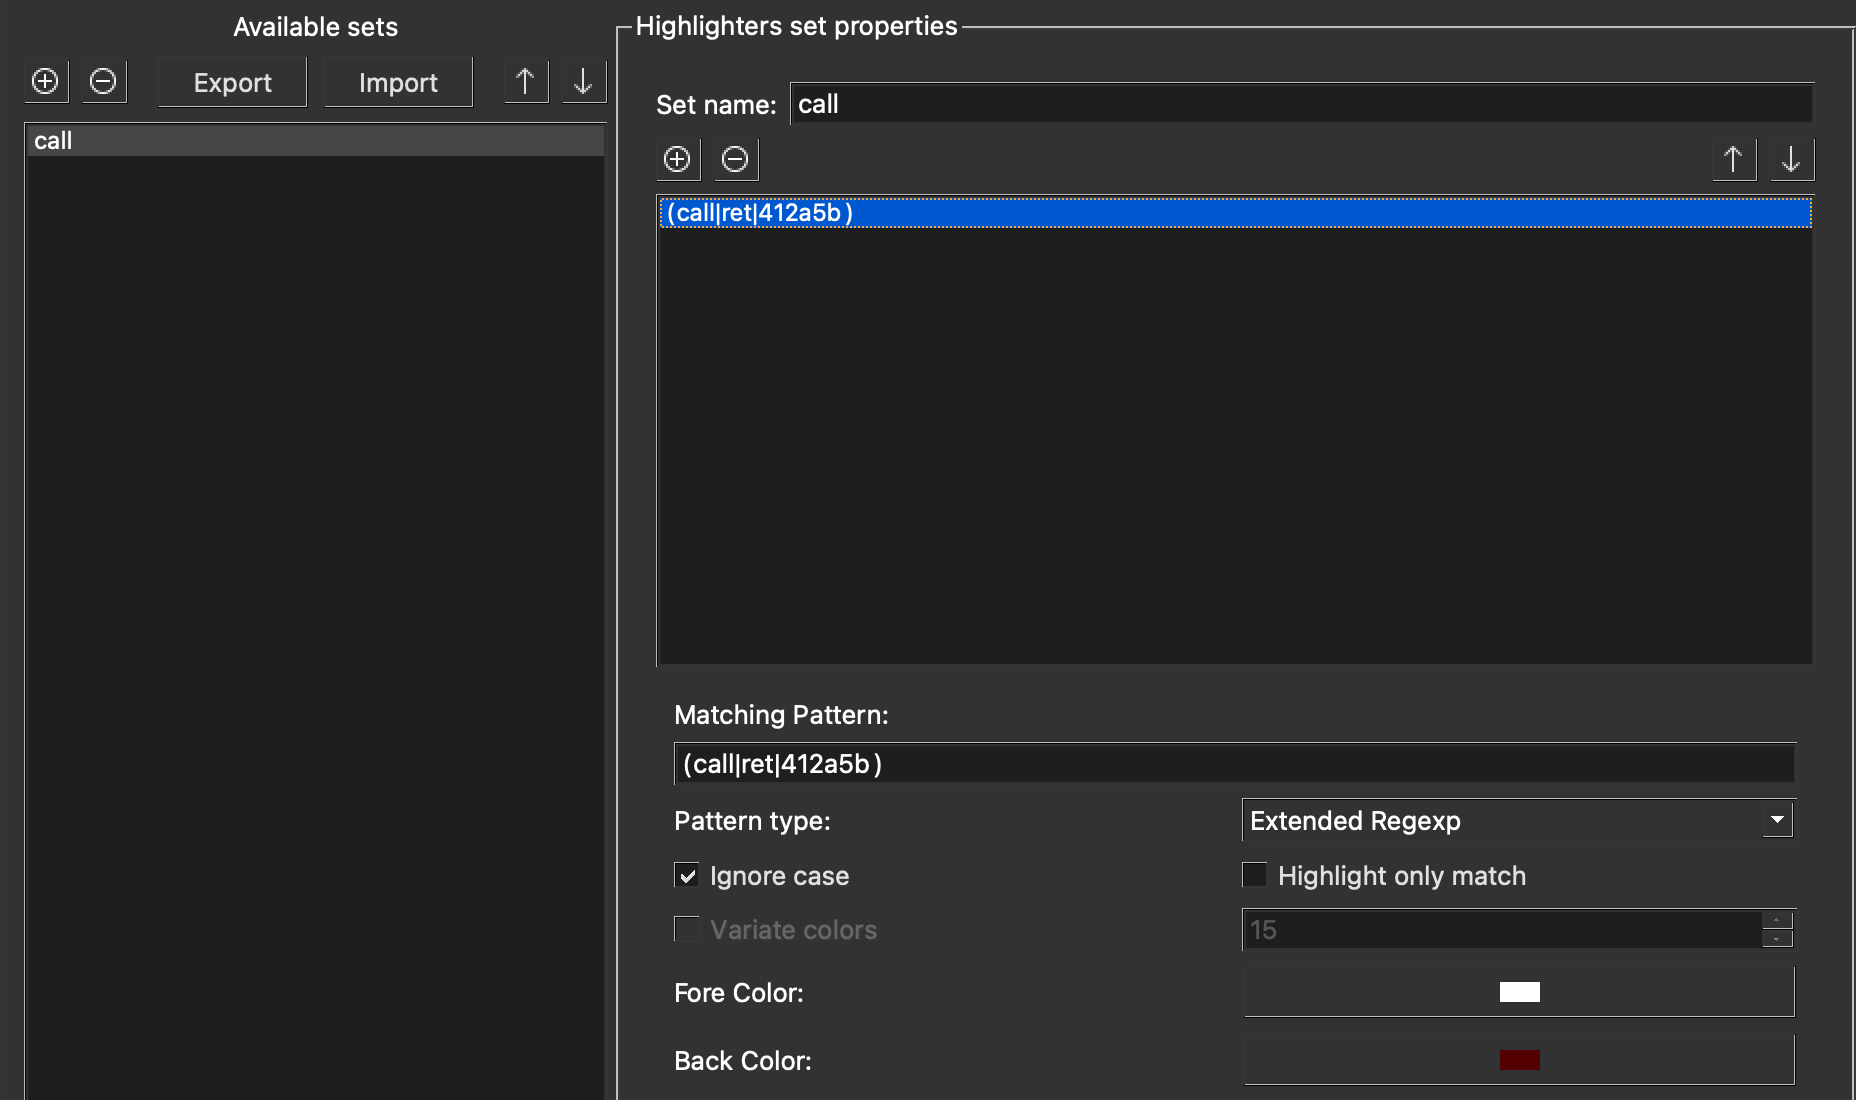 Available sets
Export
Import
call
Highlighters set properties
Set name: call
(call|ret|412a5b)
Matching Pattern:
(call|ret|412a5b)
Pattern type: Extended Regexp
Ignore case
Highlight only match
Variate colors
15
Fore Color:
Back Color: